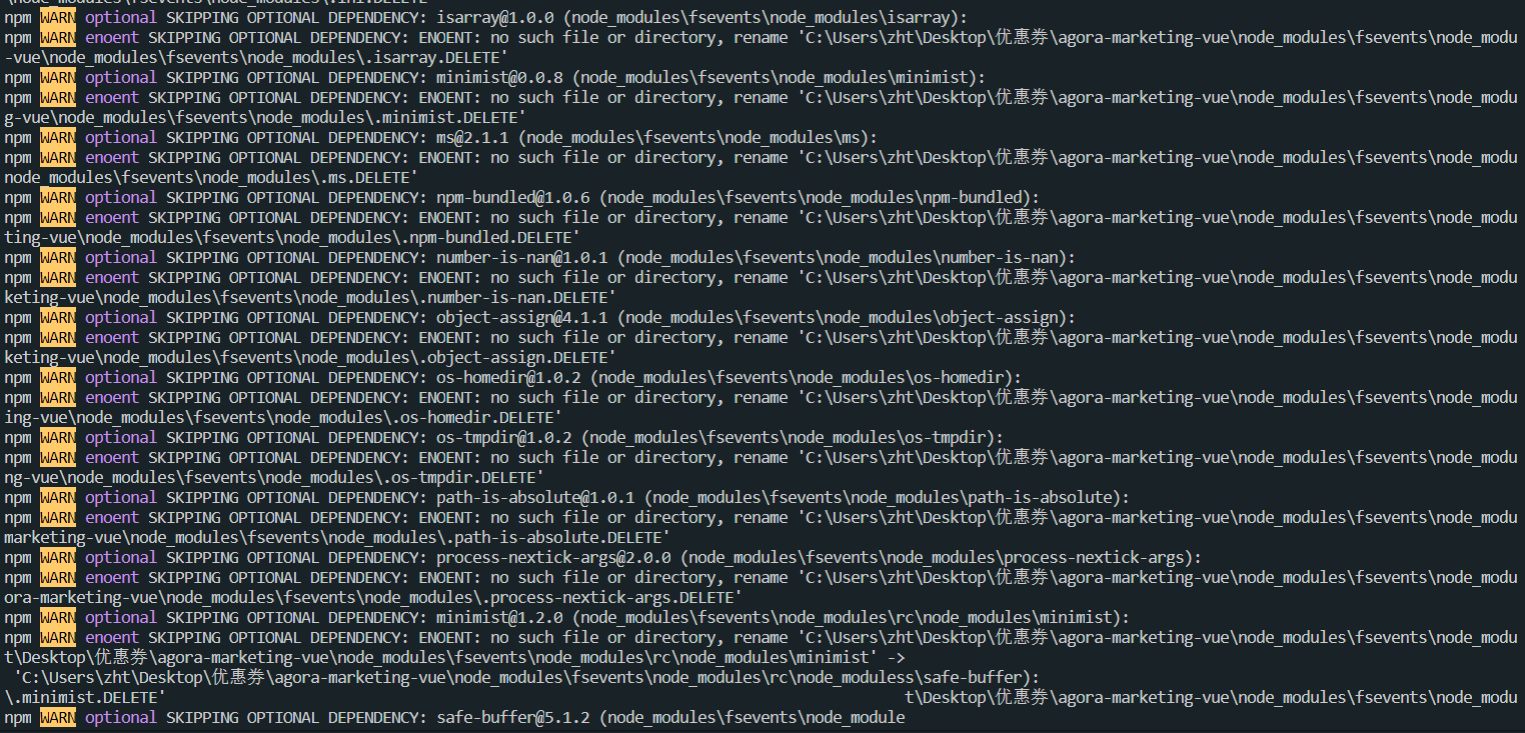 \node_modules\fsevents\node_modules\.ini.DELETE'
npm WARN optional SKIPPING OPTIONAL DEPENDENCY: isarray@1.0.0 (node_modules\fsevents\node_modules\isarray):
npm WARN enoent SKIPPING OPTIONAL DEPENDENCY: ENOENT: no such file or directory, rename 'C:\Users\zht\Desktop\优惠券\agora-marketing-vue\node_modules\fsevents\node_modu
-vue\node_modules\fsevents\node_modules\.isarray.DELETE'
npm WARN optional SKIPPING OPTIONAL DEPENDENCY: minimist@0.0.8 (node_modules\fsevents\node_modules\minimist):
npm WARN enoent SKIPPING OPTIONAL DEPENDENCY: ENOENT: no such file or directory, rename 'C:\Users\zht\Desktop\优惠券\agora-marketing-vue\node_modules\fsevents\node_modu
g-vue\node_modules\fsevents\node_modules\.minimist.DELETE'
npm WARN optional SKIPPING OPTIONAL DEPENDENCY: ms@2.1.1 (node_modules\fsevents\node_modules\ms):
npm WARN enoent SKIPPING OPTIONAL DEPENDENCY: ENOENT: no such file or directory, rename 'C:\Users\zht\Desktop\优惠券\agora-marketing-vue\node_modules\fsevents\node_modu
node_modules\fsevents\node_modules\.ms.DELETE'
npm WARN optional SKIPPING OPTIONAL DEPENDENCY: npm-bundled@1.0.6 (node_modules\fsevents\node_modules\npm-bundled):
npm WARN enoent SKIPPING OPTIONAL DEPENDENCY: ENOENT: no such file or directory, rename 'C:\Users\zht\Desktop\优惠券\agora-marketing-vue\node_modules\fsevents\node_modu
ting-vue\node_modules\fsevents\node_modules\.npm-bundled.DELETE'
npm WARN optional SKIPPING OPTIONAL DEPENDENCY: number-is-nan@1.0.1 (node_modules\fsevents\node_modules\number-is-nan):
npm WARN enoent SKIPPING OPTIONAL DEPENDENCY: ENOENT: no such file or directory, rename 'C:\Users\zht\Desktop\优惠券\agora-marketing-vue\node_modules\fsevents\node_modu
keting-vue\node_modules\fsevents\node_modules\.number-is-nan.DELETE'
npm WARN optional SKIPPING OPTIONAL DEPENDENCY: object-assign@4.1.1 (node_modules\fsevents\node_modules\object-assign):
npm WARN enoent SKIPPING OPTIONAL DEPENDENCY: ENOENT: no such file or directory, rename 'C:\Users\zht\Desktop\优惠券\agora-marketing-vue\node_modules\fsevents\node_modu
keting-vue\node_modules\fsevents\node_modules\.object-assign.DELETE'
npm WARN optional SKIPPING OPTIONAL DEPENDENCY: os-homedir@1.0.2 (node_modules\fsevents\node_modules\os-homedir):
npm WARN enoent SKIPPING OPTIONAL DEPENDENCY: ENOENT: no such file or directory, rename 'C:\Users\zht\Desktop\优惠券\agora-marketing-vue\node_modules\fsevents\node_modu
ing-vue\node_modules\fsevents\node_modules\.os-homedir.DELETE'
npm WARN optional SKIPPING OPTIONAL DEPENDENCY: os-tmpdir@1.0.2 (node_modules\fsevents\node_modules\os-tmpdir):
npm WARN enoent SKIPPING OPTIONAL DEPENDENCY: ENOENT: no such file or directory, rename 'C:\Users\zht\Desktop\优惠券\agora-marketing-vue\node_modules\fsevents\node_modu
ng-vue\node_modules\fsevents\node_modules\.os-tmpdir.DELETE'
npm WARN optional SKIPPING OPTIONAL DEPENDENCY: path-is-absolute@1.0.1 (node_modules\fsevents\node_modules\path-is-absolute):
npm WARN enoent SKIPPING OPTIONAL DEPENDENCY: ENOENT: no such file or directory, rename 'C:\Users\zht\Desktop\优惠券\agora-marketing-vue\node_modules\fsevents\node_modu
marketing-vue\node_modules\fsevents\node_modules\.path-is-absolute.DELETE'
npm WARN optional SKIPPING OPTIONAL DEPENDENCY: process-nextick-args@2.0.0 (node_modules\fsevents\node_modules\process-nextick-args):
npm WARN enoent SKIPPING OPTIONAL DEPENDENCY: ENOENT: no such file or directory, rename 'C:\Users\zht\Desktop\优惠券\agora-marketing-vue\node_modules\fsevents\node_modu
ora-marketing-vue\node_modules\fsevents\node_modules\.process-nextick-args.DELETE'
npm WARN optional SKIPPING OPTIONAL DEPENDENCY: minimist@1.2.0 (node_modules\fsevents\node_modules\rc\node_modules\minimist):
npm WARN enoent SKIPPING OPTIONAL DEPENDENCY: ENOENT: no such file or directory, rename 'C:\Users\zht\Desktop\优惠券\agora-marketing-vue\node_modules\fsevents\node_modu
t\Desktop\优惠券\agora-marketing-vue\node_modules\fsevents\node_modules\rc\node_modules\minimist' ->
'C:\Users\zht\Desktop\优惠券\agora-marketing-vue\node_modules\fsevents\node_modules\rc\node_moduless\safe-buffer):
\.minimist.DELETE' t\Desktop\优惠券\agora-marketing-vue\node_modules\fsevents\node_modu
npm WARN optional SKIPPING OPTIONAL DEPENDENCY: safe-buffer@5.1.2 (node_modules\fsevents\node_module